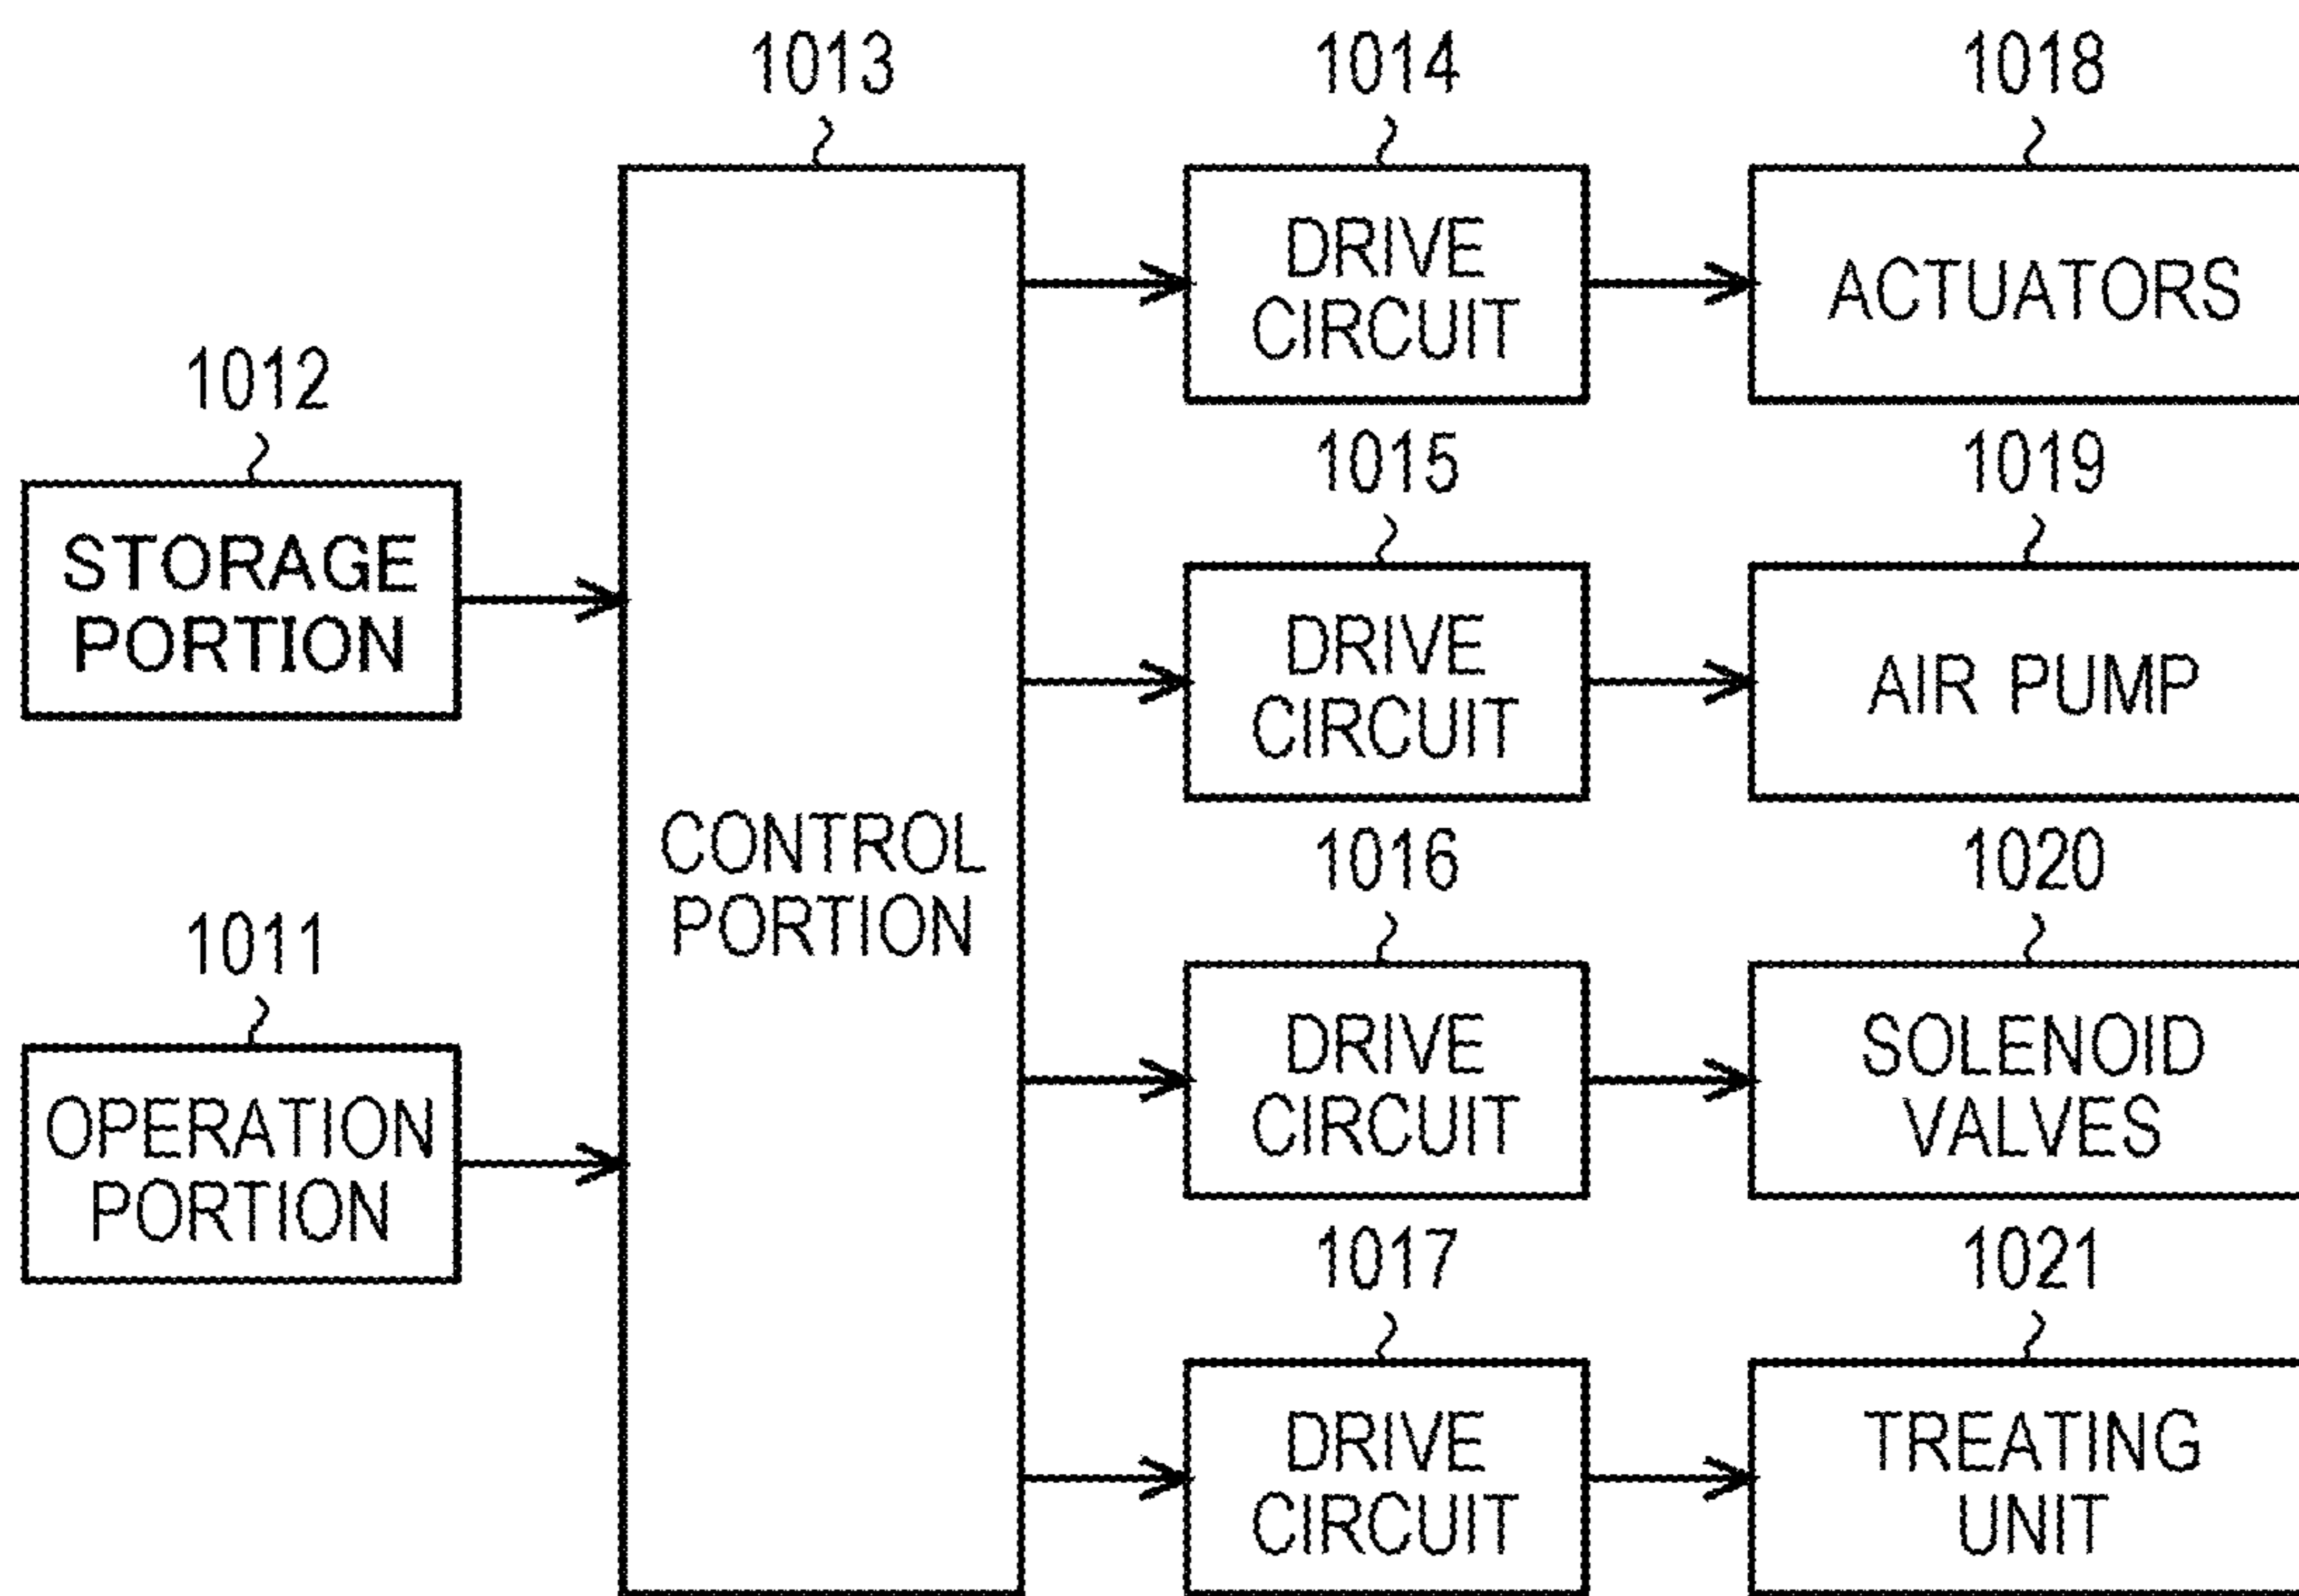 1013
1014
1018
DRIVE
CIRCUIT
ACTUATORS
1012
STORAGE
PORTION
1015
1019
DRIVE
CIRCUIT
AIR PUMP
CONTROL
PORTION
1011
OPERATION
PORTION
1016
1020
DRIVE
CIRCUIT
SOLENOID
VALVES
1017
1021
DRIVE
CIRCUIT
TREATING
UNIT